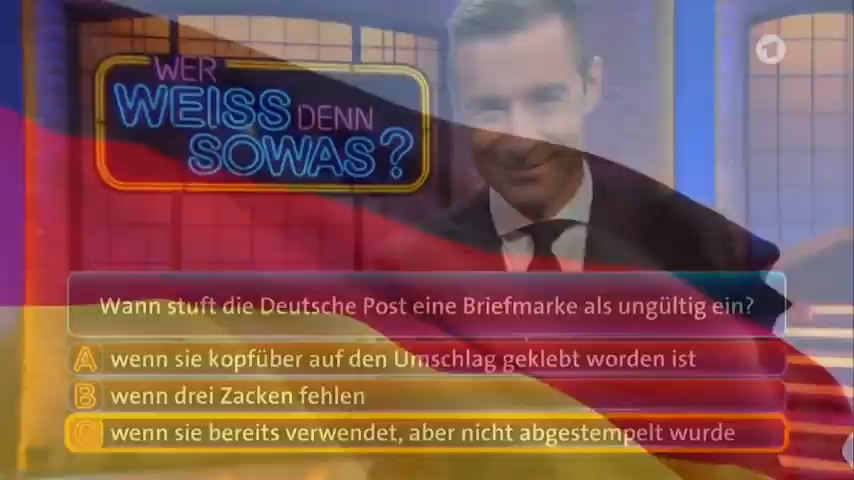 WER
WEISS DENN
SOWAS?
1
Wann stuft die Deutsche Post eine Briefmarke als ungültig ein?
A wenn sie kopfüber auf den Umschlag geklebt worden ist
B wenn drei Zacken fehlen
C wenn sie bereits verwendet, aber nicht abgestempelt wurde